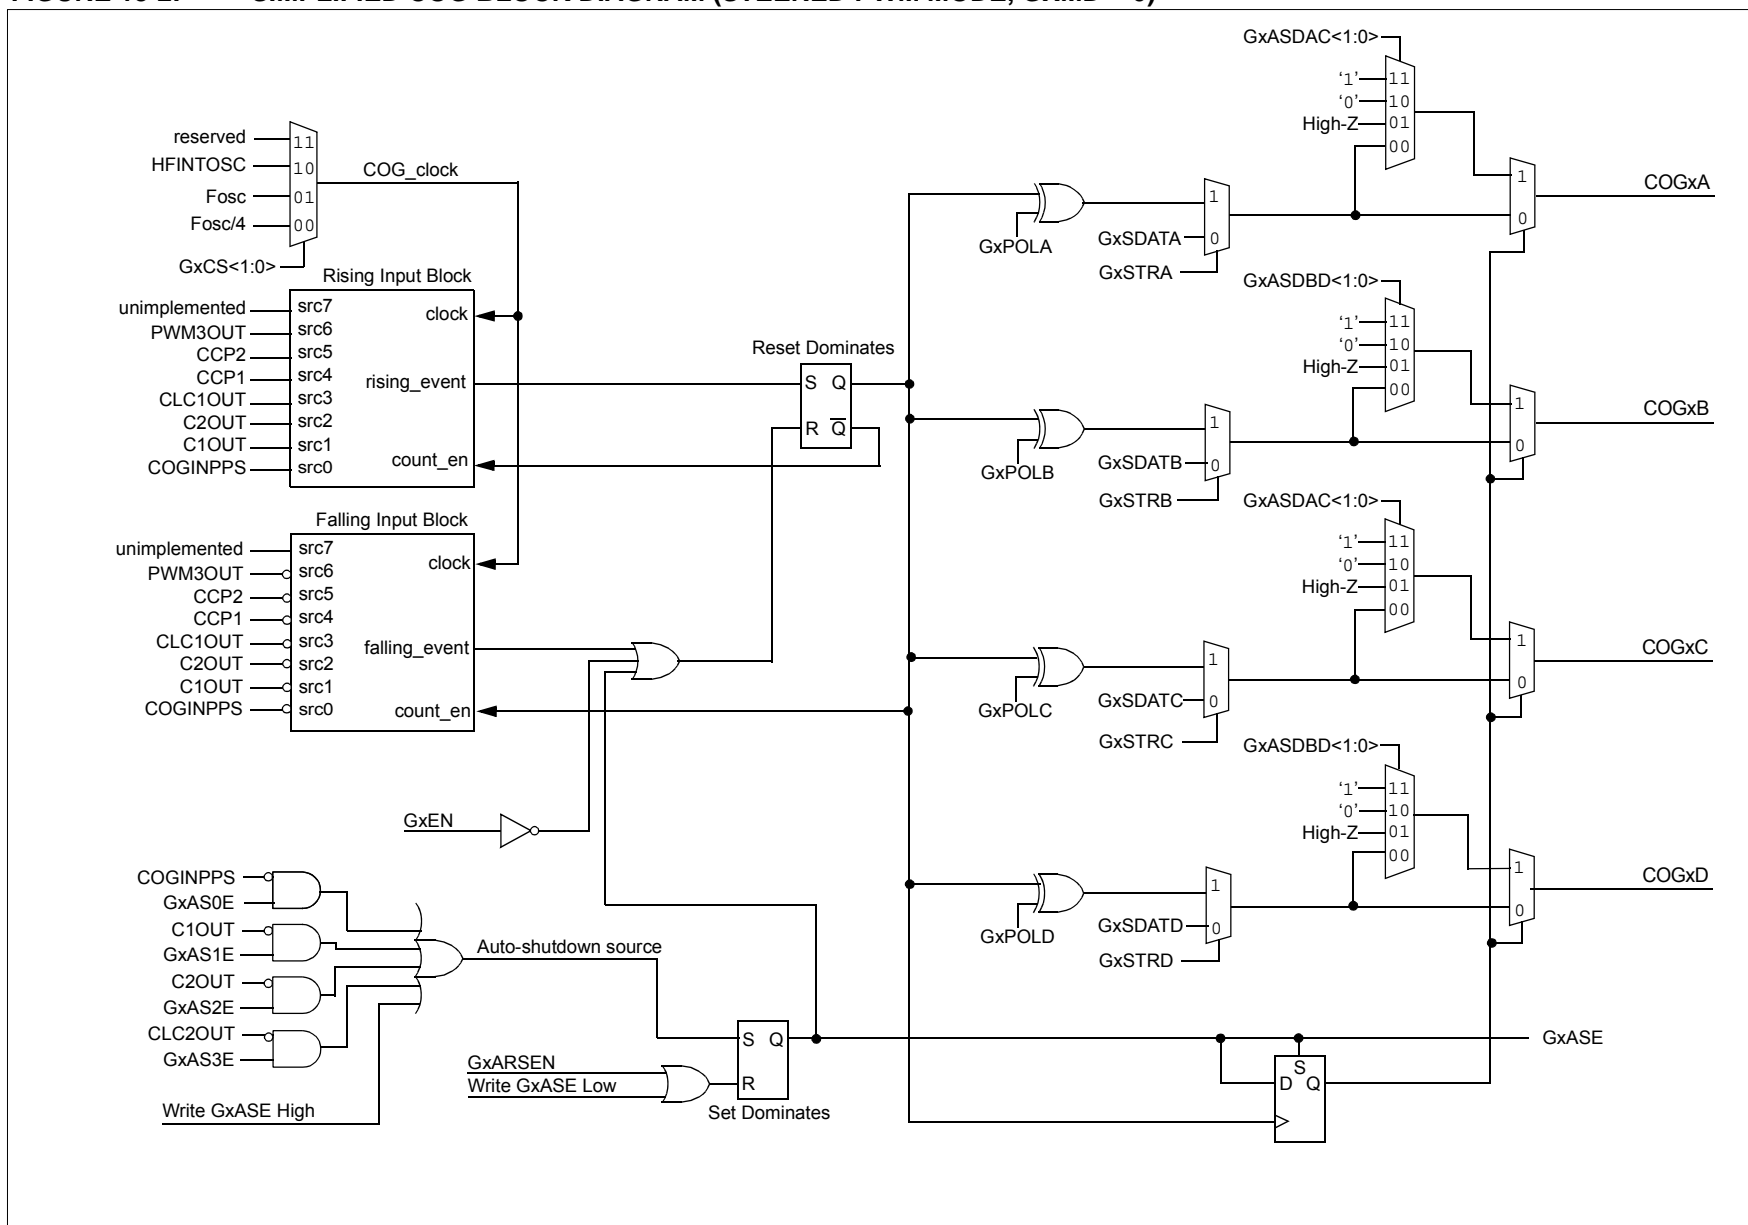 GxASDAC<1:0>
'1' 11
'0' 10
High-Z 01
00
reserved 11
HFINTOSC 10
Fosc 01
Fosc/4 00
GxCS<1:0>
COG_clock
Rising Input Block
unimplemented src7
PWM3OUT src6
CCP2 src5
CCP1 src4
CLC1OUT src3
C2OUT src2
C1OUT src1
COGINPPS src0
clock
rising_event
count_en
Reset Dominates
S Q
R Q
Falling Input Block
unimplemented src7
PWM3OUT src6
CCP2 src5
CCP1 src4
CLC1OUT src3
C2OUT src2
C1OUT src1
COGINPPS src0
clock
falling_event
count_en
GxEN
COGINPPS
GxAS0E
C1OUT
GxAS1E
C2OUT
GxAS2E
CLC2OUT
GxAS3E
Write GxASE High
Auto-shutdown source
GxARSEN
Write GxASE Low
S Q
R
Set Dominates
GxPOLA
1
GxSDATA 0
GxSTRA
1
0
COGxA
GxASDBD<1:0>
'1' 11
'0' 10
High-Z 01
00
GxPOLB
1
GxSDATB 0
GxSTRB
1
0
COGxB
GxASDAC<1:0>
'1' 11
'0' 10
High-Z 01
00
GxPOLC
1
GxSDATC 0
GxSTRC
1
0
COGxC
GxASDBD<1:0>
'1' 11
'0' 10
High-Z 01
00
GxPOLD
1
GxSDATD 0
GxSTRD
1
0
COGxD
GxASE
S
D Q